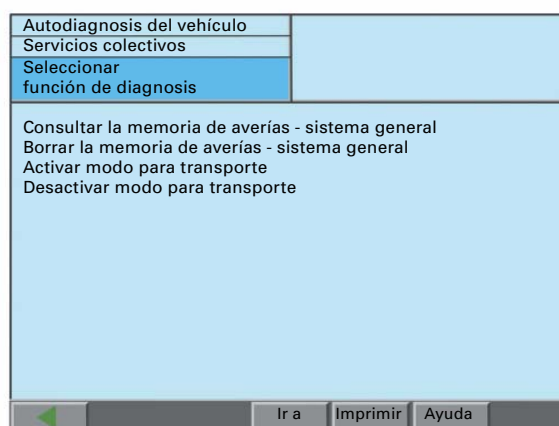 Autodiagnosis del vehículo
Servicios colectivos
Seleccionar
función de diagnosis
Consultar la memoria de averías - sistema general
Borrar la memoria de averías - sistema general
Activar modo para transporte
Desactivar modo para transporte
Ir a Imprimir Ayuda